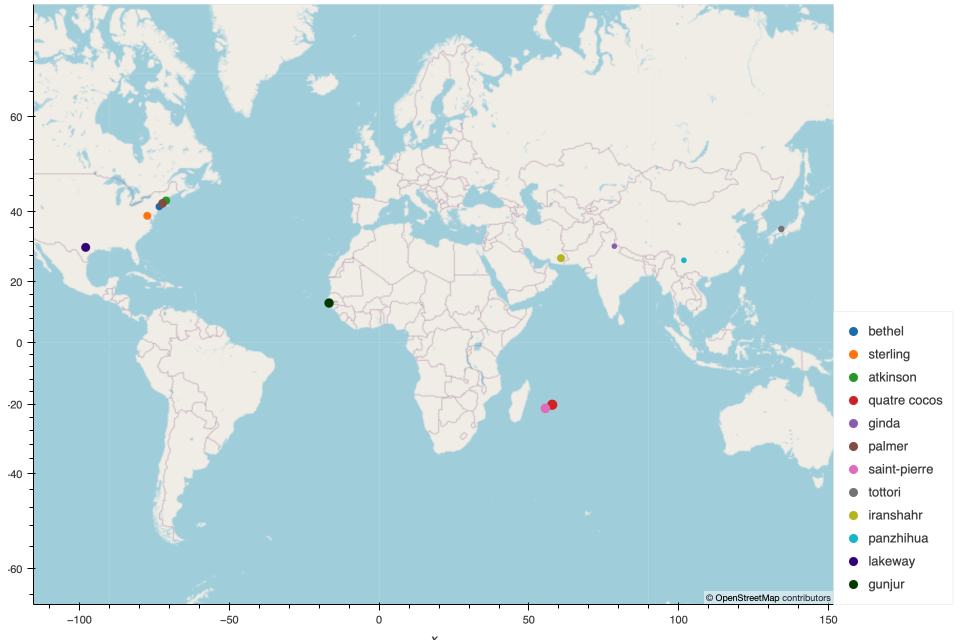 60
40
20
0
-20
-40
-60
−100
−50
0
50
100
150
© OpenStreetMap contributors
bethel
sterling
atkinson
quatre cocos
ginda
palmer
saint-pierre
tottori
iranshahr
panzhihua
lakeway
gunjur